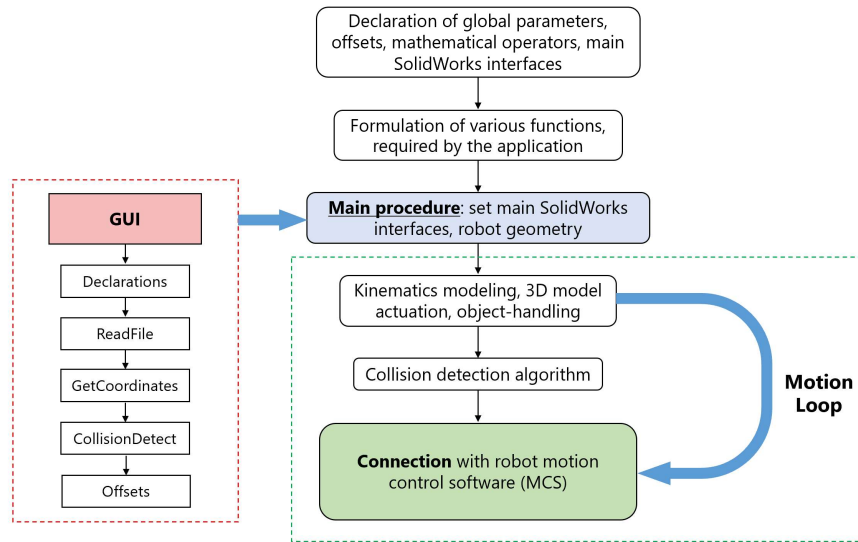 Declaration of global parameters,
offsets, mathematical operators, main
SolidWorks interfaces
Formulation of various functions,
required by the application
Main procedure: set main SolidWorks
interfaces, robot geometry
GUI
Declarations
ReadFile
GetCoordinates
CollisionDetect
Offsets
Kinematics modeling, 3D model
actuation, object-handling
Collision detection algorithm
Connection with robot motion
control software (MCS)
Motion
Loop